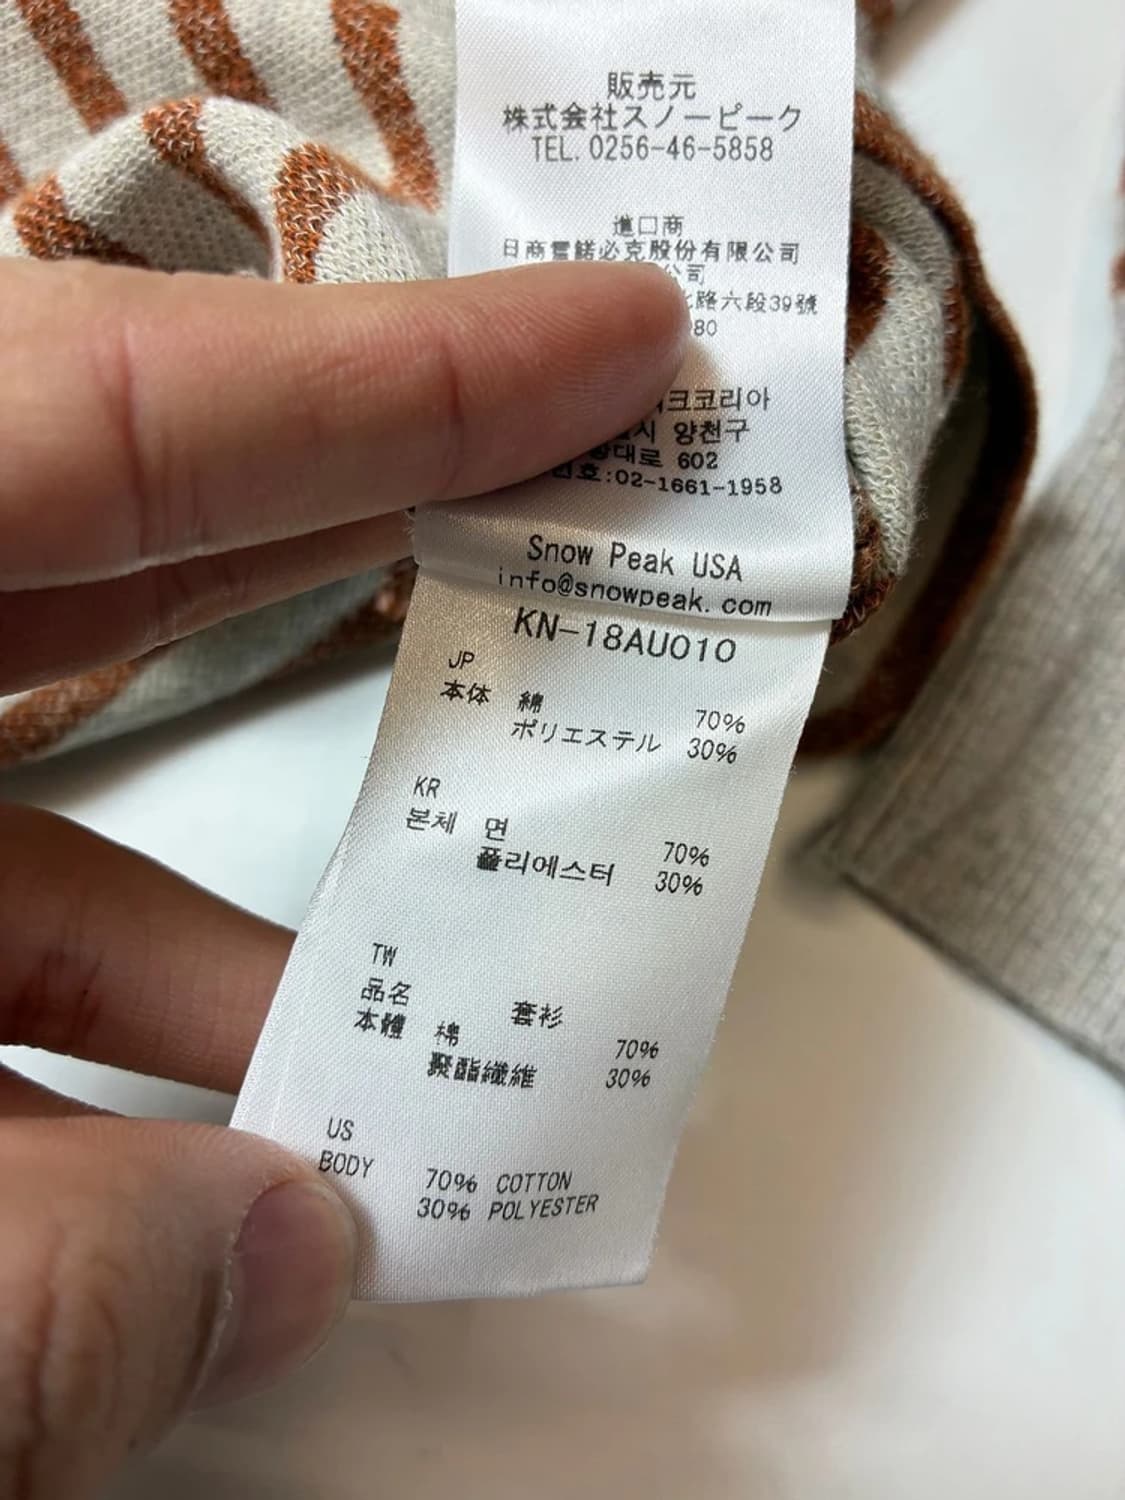 販売元
株式会社スノーピーク
TEL. 0256-46-5858
進口商
日商雪諾必克股份有限公司
公司
路六段39號
80
크코리아
시 양천구
대로 602
번호:02-1661-1958
Snow Peak USA
info@snowpeak.com
KN-18AU010
JP
本体 綿 70%
ポリエステル 30%
KR
본체 면 70%
폴리에스터 30%
TW
品名 套衫
本體 棉 70%
聚酯纖維 30%
US
BODY 70% COTTON
30% POLYESTER